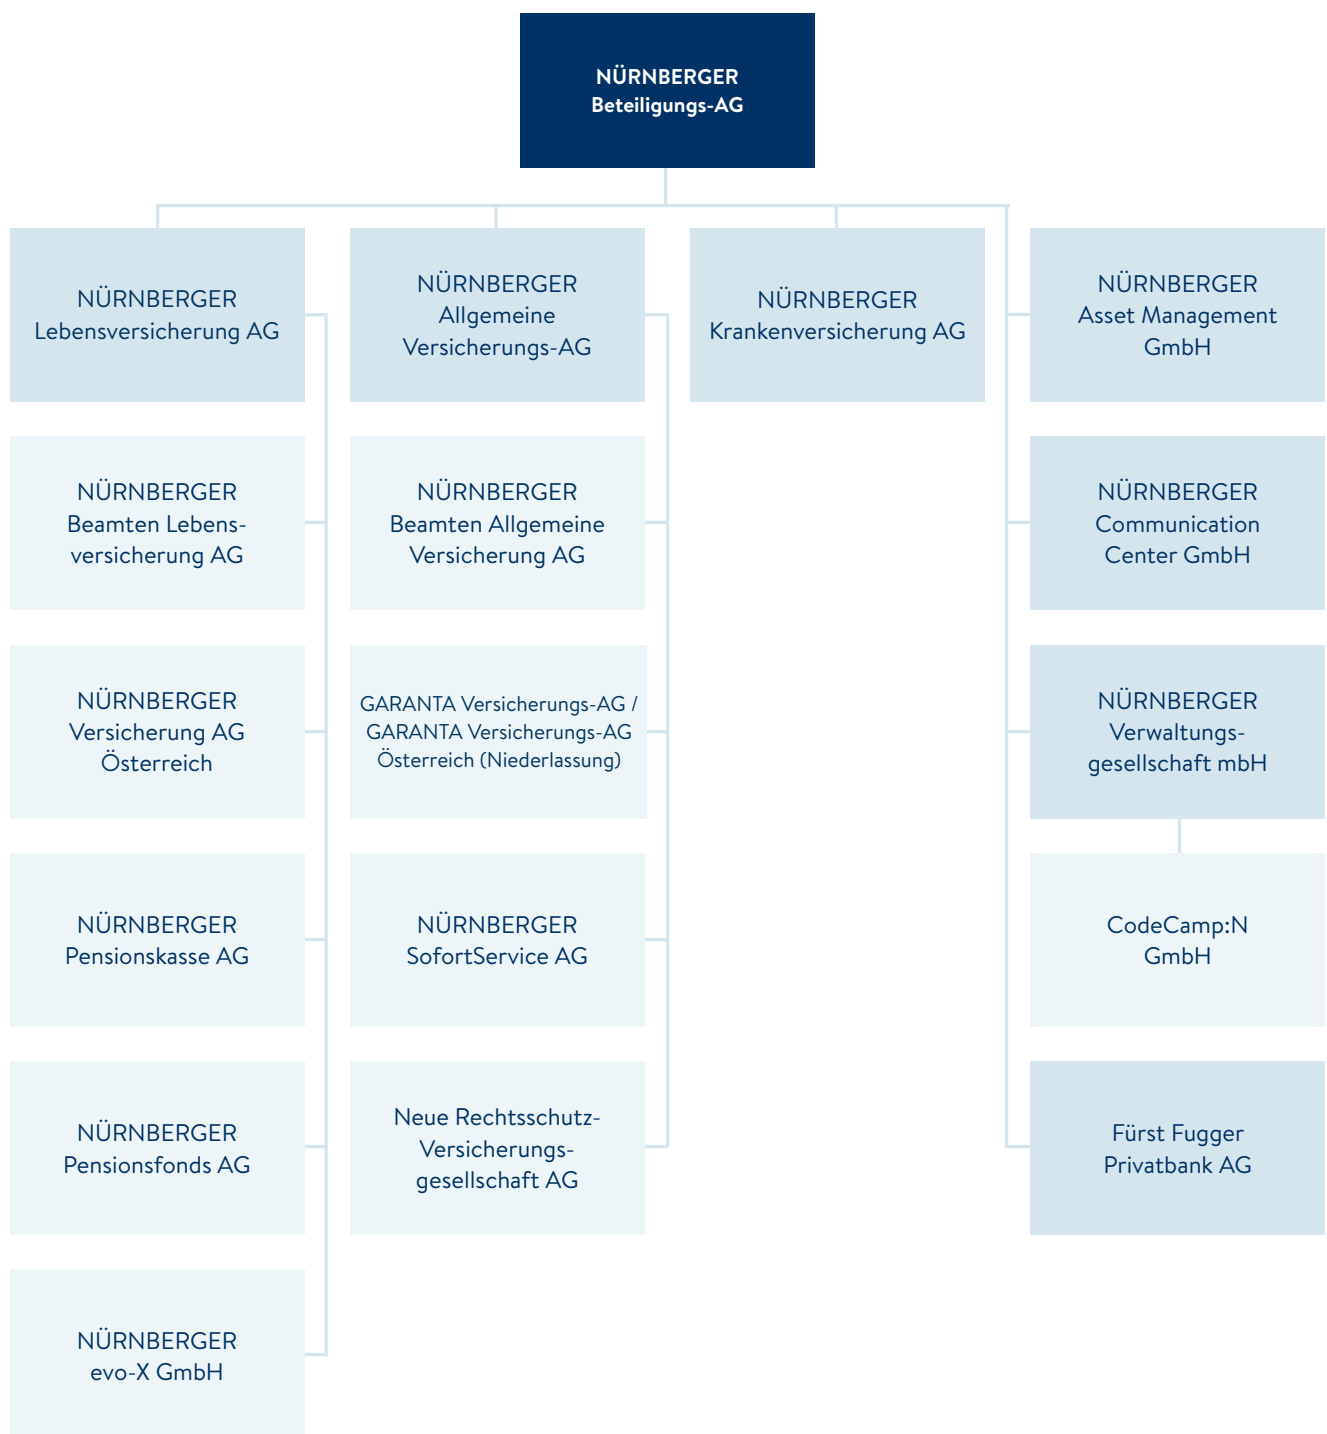 NÜRNBERGER
Beteiligungs-AG
NÜRNBERGER
Lebensversicherung AG
NÜRNBERGER
Beamten Lebens-
versicherung AG
NÜRNBERGER
Versicherung AG
Österreich
NÜRNBERGER
Pensionskasse AG
NÜRNBERGER
Pensionsfonds AG
NÜRNBERGER
evo-X GmbH
NÜRNBERGER
Allgemeine
Versicherungs-AG
NÜRNBERGER
Beamten Allgemeine
Versicherung AG
GARANTA Versicherungs-AG /
GARANTA Versicherungs-AG
Österreich (Niederlassung)
NÜRNBERGER
SofortService AG
Neue Rechtsschutz-
Versicherungs-
gesellschaft AG
NÜRNBERGER
Krankenversicherung AG
NÜRNBERGER
Asset Management
GmbH
NÜRNBERGER
Communication
Center GmbH
NÜRNBERGER
Verwaltungs-
gesellschaft mbH
CodeCamp:N
GmbH
Fürst Fugger
Privatbank AG